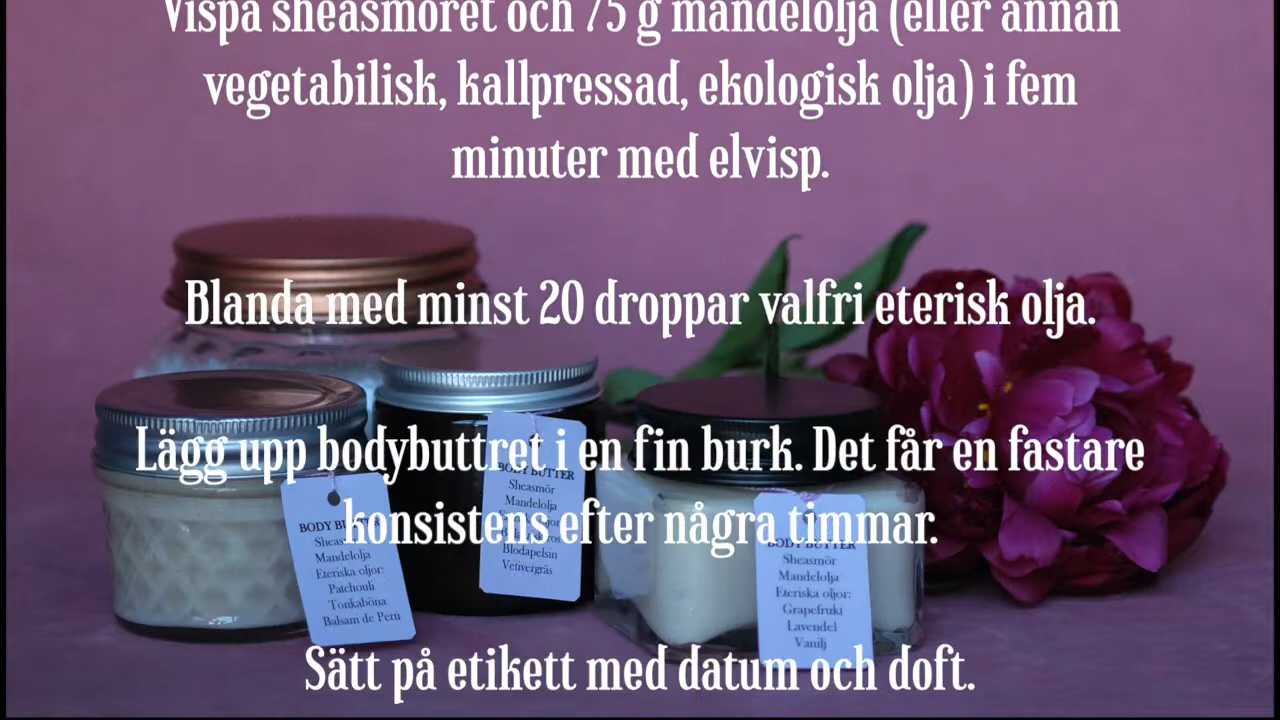 Vispa sheasmöret och 75 g mandelolja (eller annan
vegetabilisk, kallpressad, ekologisk olja) i fem
minuter med elvisp.
Blanda med minst 20 droppar valfri eterisk olja.
Lägg upp bodybuttret i en fin burk. Det får en fastare
konsistens efter några timmar.
Sätt på etikett med datum och doft.
BODY
Mandelolja
Eteriska oljor:
Patchouli
Tonkaböna
Balsam de Perú
BODY BUTTER
Sheasmör
Mandelolja
Blodapelsin
Vetivergräs
BODY BUTTER
Sheasmör
Mandelolja
Eteriska oljor:
Grapefrukt
Lavendel
Vanilj